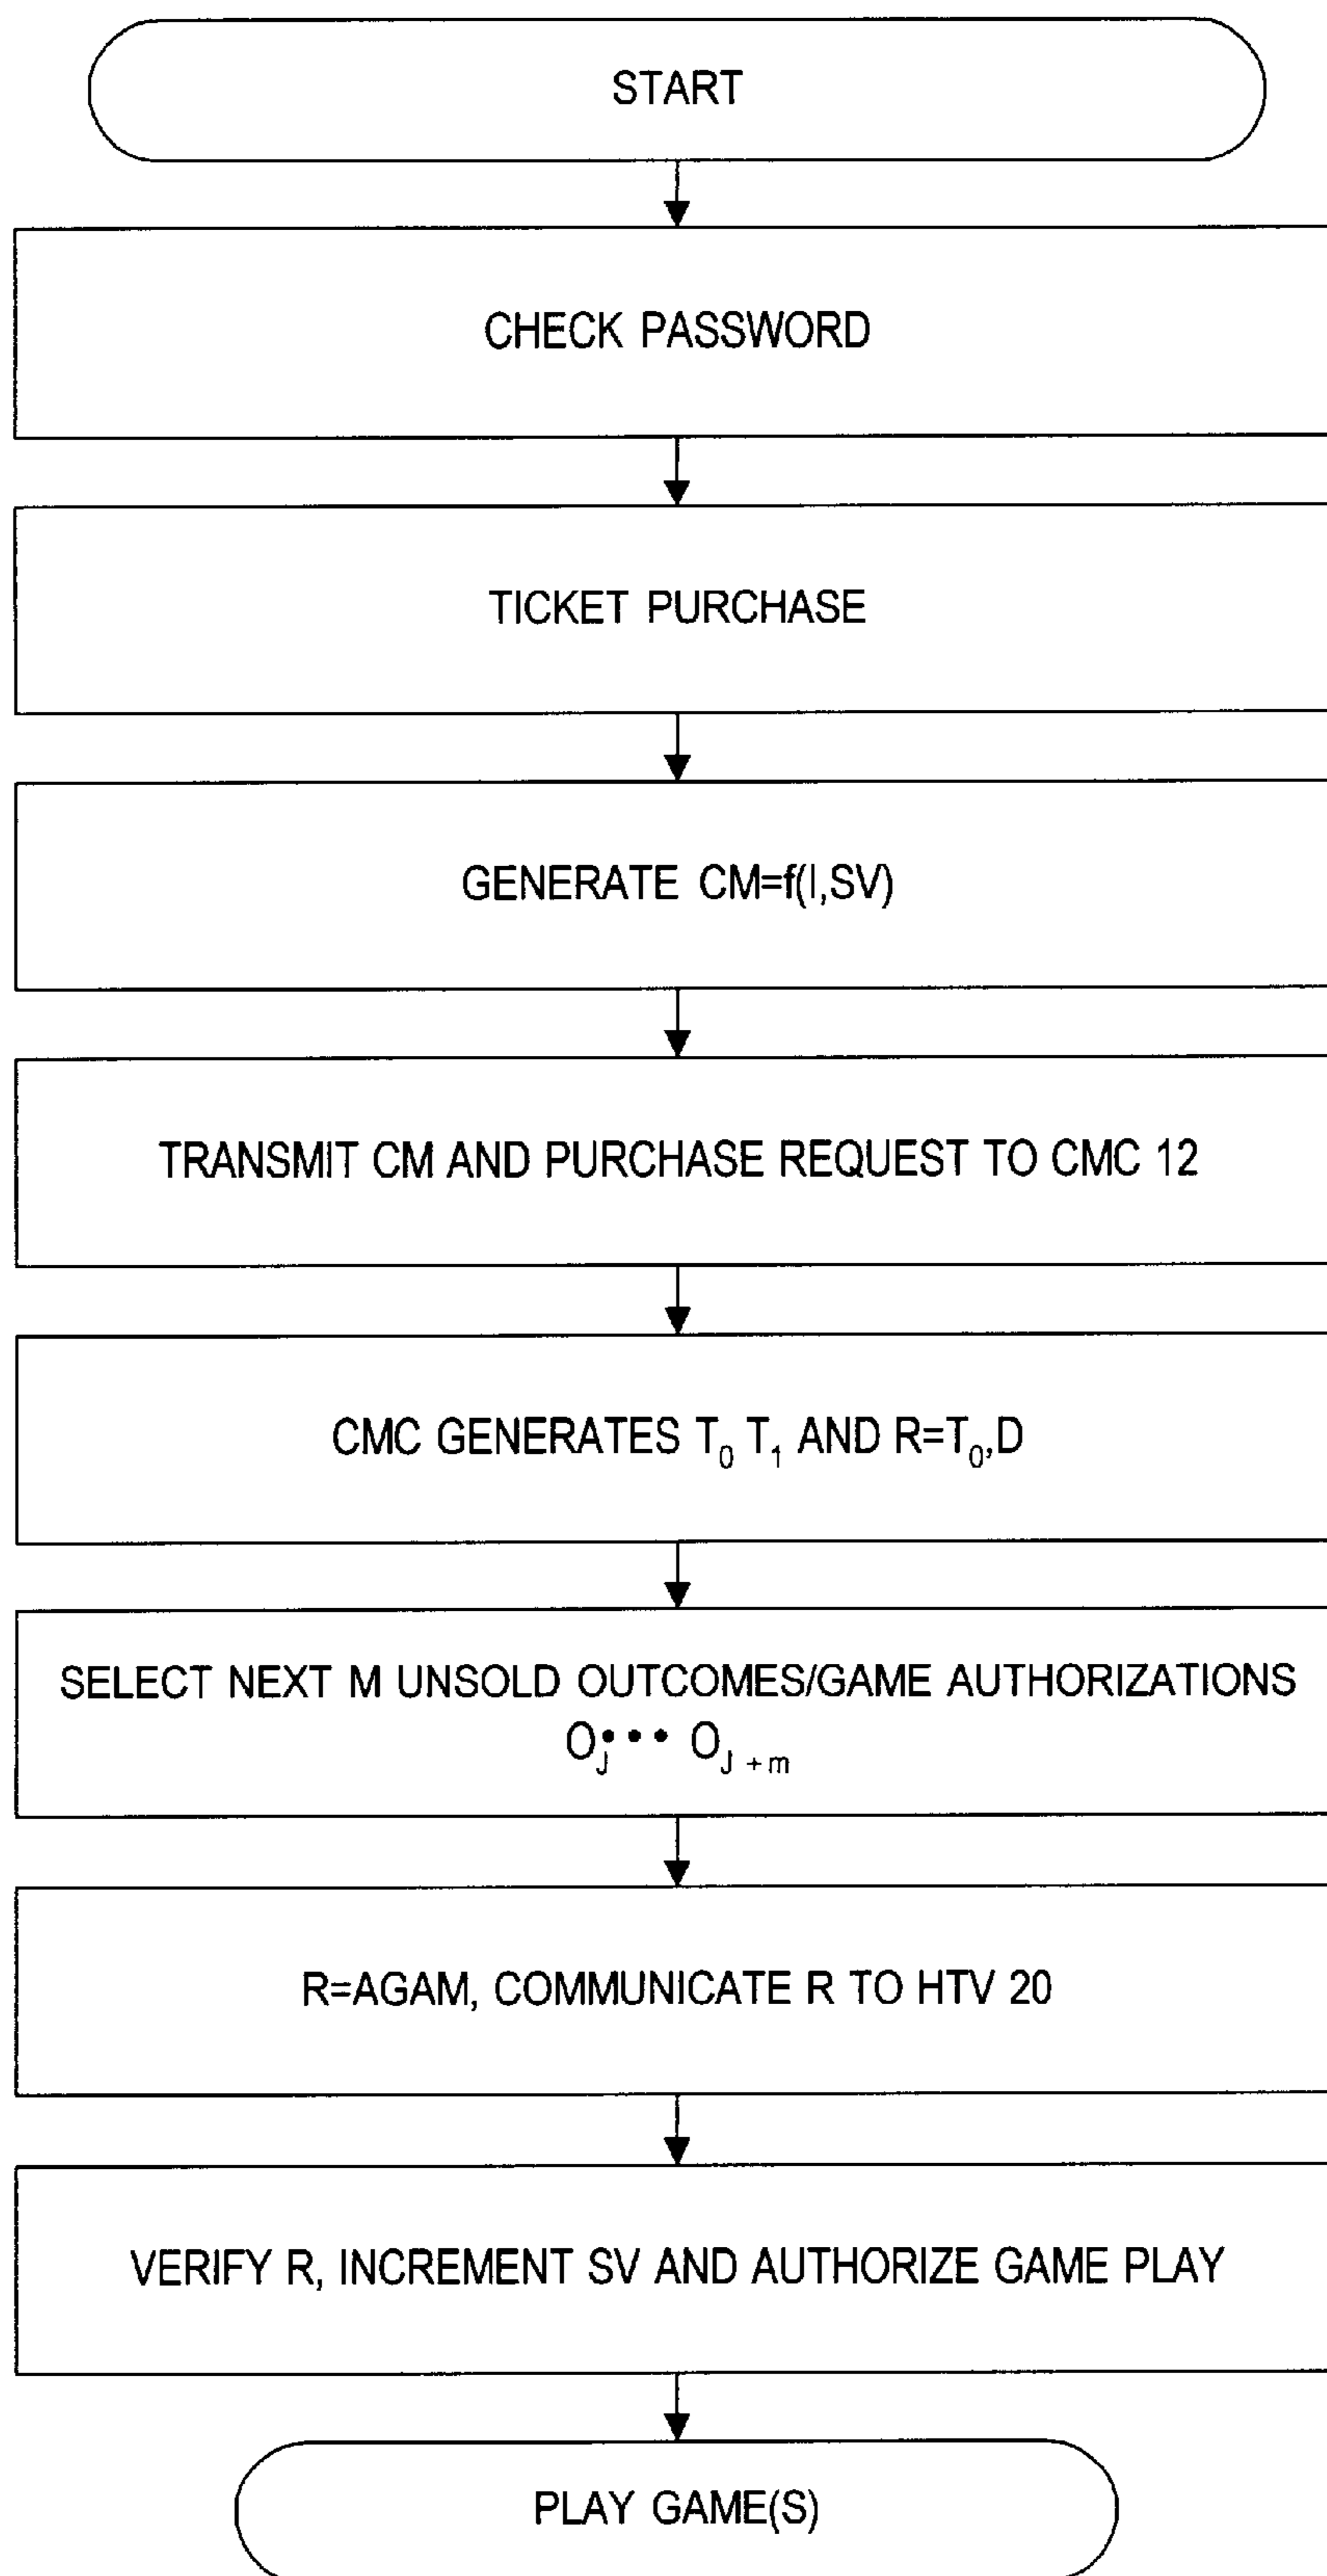 START
CHECK PASSWORD
TICKET PURCHASE
GENERATE CM=f(I,SV)
TRANSMIT CM AND PURCHASE REQUEST TO CMC 12
CMC GENERATES T₀ T₁ AND R=T₀,D
SELECT NEXT M UNSOLD OUTCOMES/GAME AUTHORIZATIONS
O_J••• O_J+m
R=AGAM, COMMUNICATE R TO HTV 20
VERIFY R, INCREMENT SV AND AUTHORIZE GAME PLAY
PLAY GAME(S)